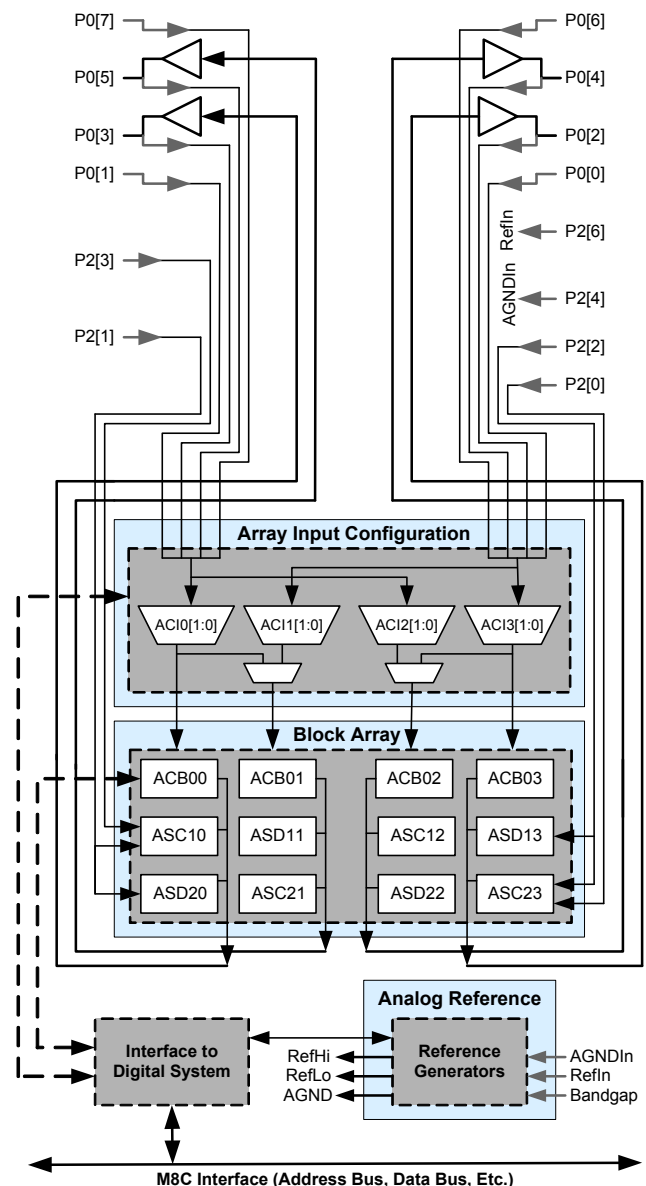 P0[7]
P0[6]
P0[5]
P0[4]
P0[3]
P0[2]
P0[1]
P0[0]
RefIn
P2[6]
P2[3]
AGNDIn
P2[4]
P2[1]
P2[2]
P2[0]
Array Input Configuration
ACI0[1:0]
ACI1[1:0]
ACI2[1:0]
ACI3[1:0]
Block Array
ACB00
ACB01
ACB02
ACB03
ASC10
ASD11
ASC12
ASD13
ASD20
ASC21
ASD22
ASC23
Analog Reference
Interface to
Digital System
RefHi
RefLo
AGND
Reference
Generators
AGNDIn
RefIn
Bandgap
M8C Interface (Address Bus, Data Bus, Etc.)